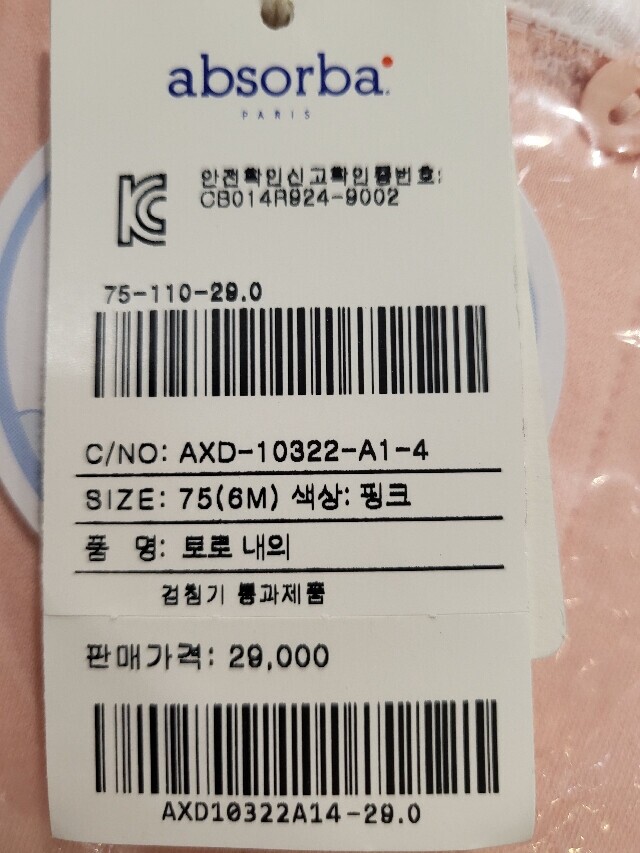 absorba
PARIS
안전확인신고확인증번호:
CB014R924-9002
75-110-29.0
C/NO: AXD-10322-A1-4
SIZE: 75(6M) 색상: 핑크
품 명: 토로 내의
검침기 통과제품
판매가격: 29,000
AXD10322A14-29.0